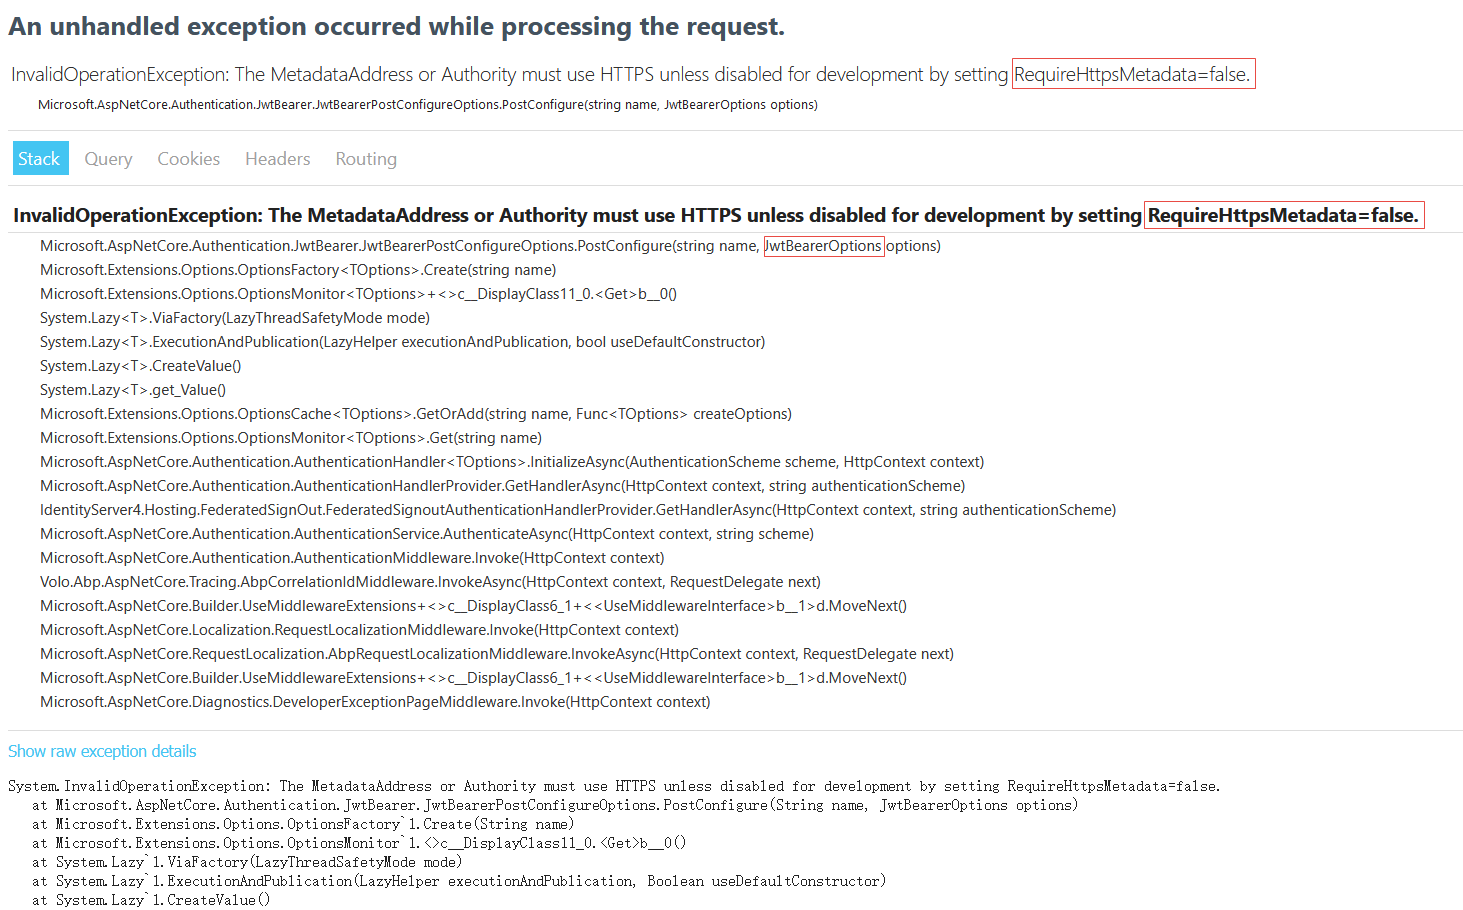 An unhandled exception occurred while processing the request.
InvalidOperationException: The MetadataAddress or Authority must use HTTPS unless disabled for development by setting RequireHttpsMetadata=false.
Microsoft.AspNetCore.Authentication.JwtBearer.JwtBearerPostConfigureOptions.PostConfigure(string name, JwtBearerOptions options)
Stack Query Cookies Headers Routing
InvalidOperationException: The MetadataAddress or Authority must use HTTPS unless disabled for development by setting RequireHttpsMetadata=false.
Microsoft.AspNetCore.Authentication.JwtBearer.JwtBearerPostConfigureOptions.PostConfigure(string name, JwtBearerOptions options)
Microsoft.Extensions.Options.OptionsFactory<TOptions>.Create(string name)
Microsoft.Extensions.Options.OptionsMonitor<TOptions>+<>c__DisplayClass11_0.<Get>b__0()
System.Lazy<T>.ViaFactory(LazyThreadSafetyMode mode)
System.Lazy<T>.ExecutionAndPublication(LazyHelper executionAndPublication, bool useDefaultConstructor)
System.Lazy<T>.CreateValue()
System.Lazy<T>.get_Value()
Microsoft.Extensions.Options.OptionsCache<TOptions>.GetOrAdd(string name, Func<TOptions> createOptions)
Microsoft.Extensions.Options.OptionsMonitor<TOptions>.Get(string name)
Microsoft.AspNetCore.Authentication.AuthenticationHandler<TOptions>.InitializeAsync(AuthenticationScheme scheme, HttpContext context)
Microsoft.AspNetCore.Authentication.AuthenticationHandlerProvider.GetHandlerAsync(HttpContext context, string authenticationScheme)
IdentityServer4.Hosting.FederatedSignOut.FederatedSignoutAuthenticationHandlerProvider.GetHandlerAsync(HttpContext context, string authenticationScheme)
Microsoft.AspNetCore.Authentication.AuthenticationService.AuthenticateAsync(HttpContext context, string scheme)
Microsoft.AspNetCore.Authentication.AuthenticationMiddleware.Invoke(HttpContext context)
Volo.Abp.AspNetCore.Tracing.AbpCorrelationIdMiddleware.InvokeAsync(HttpContext context, RequestDelegate next)
Microsoft.AspNetCore.Builder.UseMiddlewareExtensions+<>c__DisplayClass6_1+<<UseMiddlewareInterface>b__1>d.MoveNext()
Microsoft.AspNetCore.Localization.RequestLocalizationMiddleware.Invoke(HttpContext context)
Microsoft.AspNetCore.RequestLocalization.AbpRequestLocalizationMiddleware.InvokeAsync(HttpContext context, RequestDelegate next)
Microsoft.AspNetCore.Builder.UseMiddlewareExtensions+<>c__DisplayClass6_1+<<UseMiddlewareInterface>b__1>d.MoveNext()
Microsoft.AspNetCore.Diagnostics.DeveloperExceptionPageMiddleware.Invoke(HttpContext context)
Show raw exception details
System.InvalidOperationException: The MetadataAddress or Authority must use HTTPS unless disabled for development by setting RequireHttpsMetadata=false.
at Microsoft.AspNetCore.Authentication.JwtBearer.JwtBearerPostConfigureOptions.PostConfigure(String name, JwtBearerOptions options)
at Microsoft.Extensions.Options.OptionsFactory`1.Create(String name)
at Microsoft.Extensions.Options.OptionsMonitor`1.<>c__DisplayClass11_0.<Get>b__0()
at System.Lazy`1.ViaFactory(LazyThreadSafetyMode mode)
at System.Lazy`1.ExecutionAndPublication(LazyHelper executionAndPublication, Boolean useDefaultConstructor)
at System.Lazy`1.CreateValue()